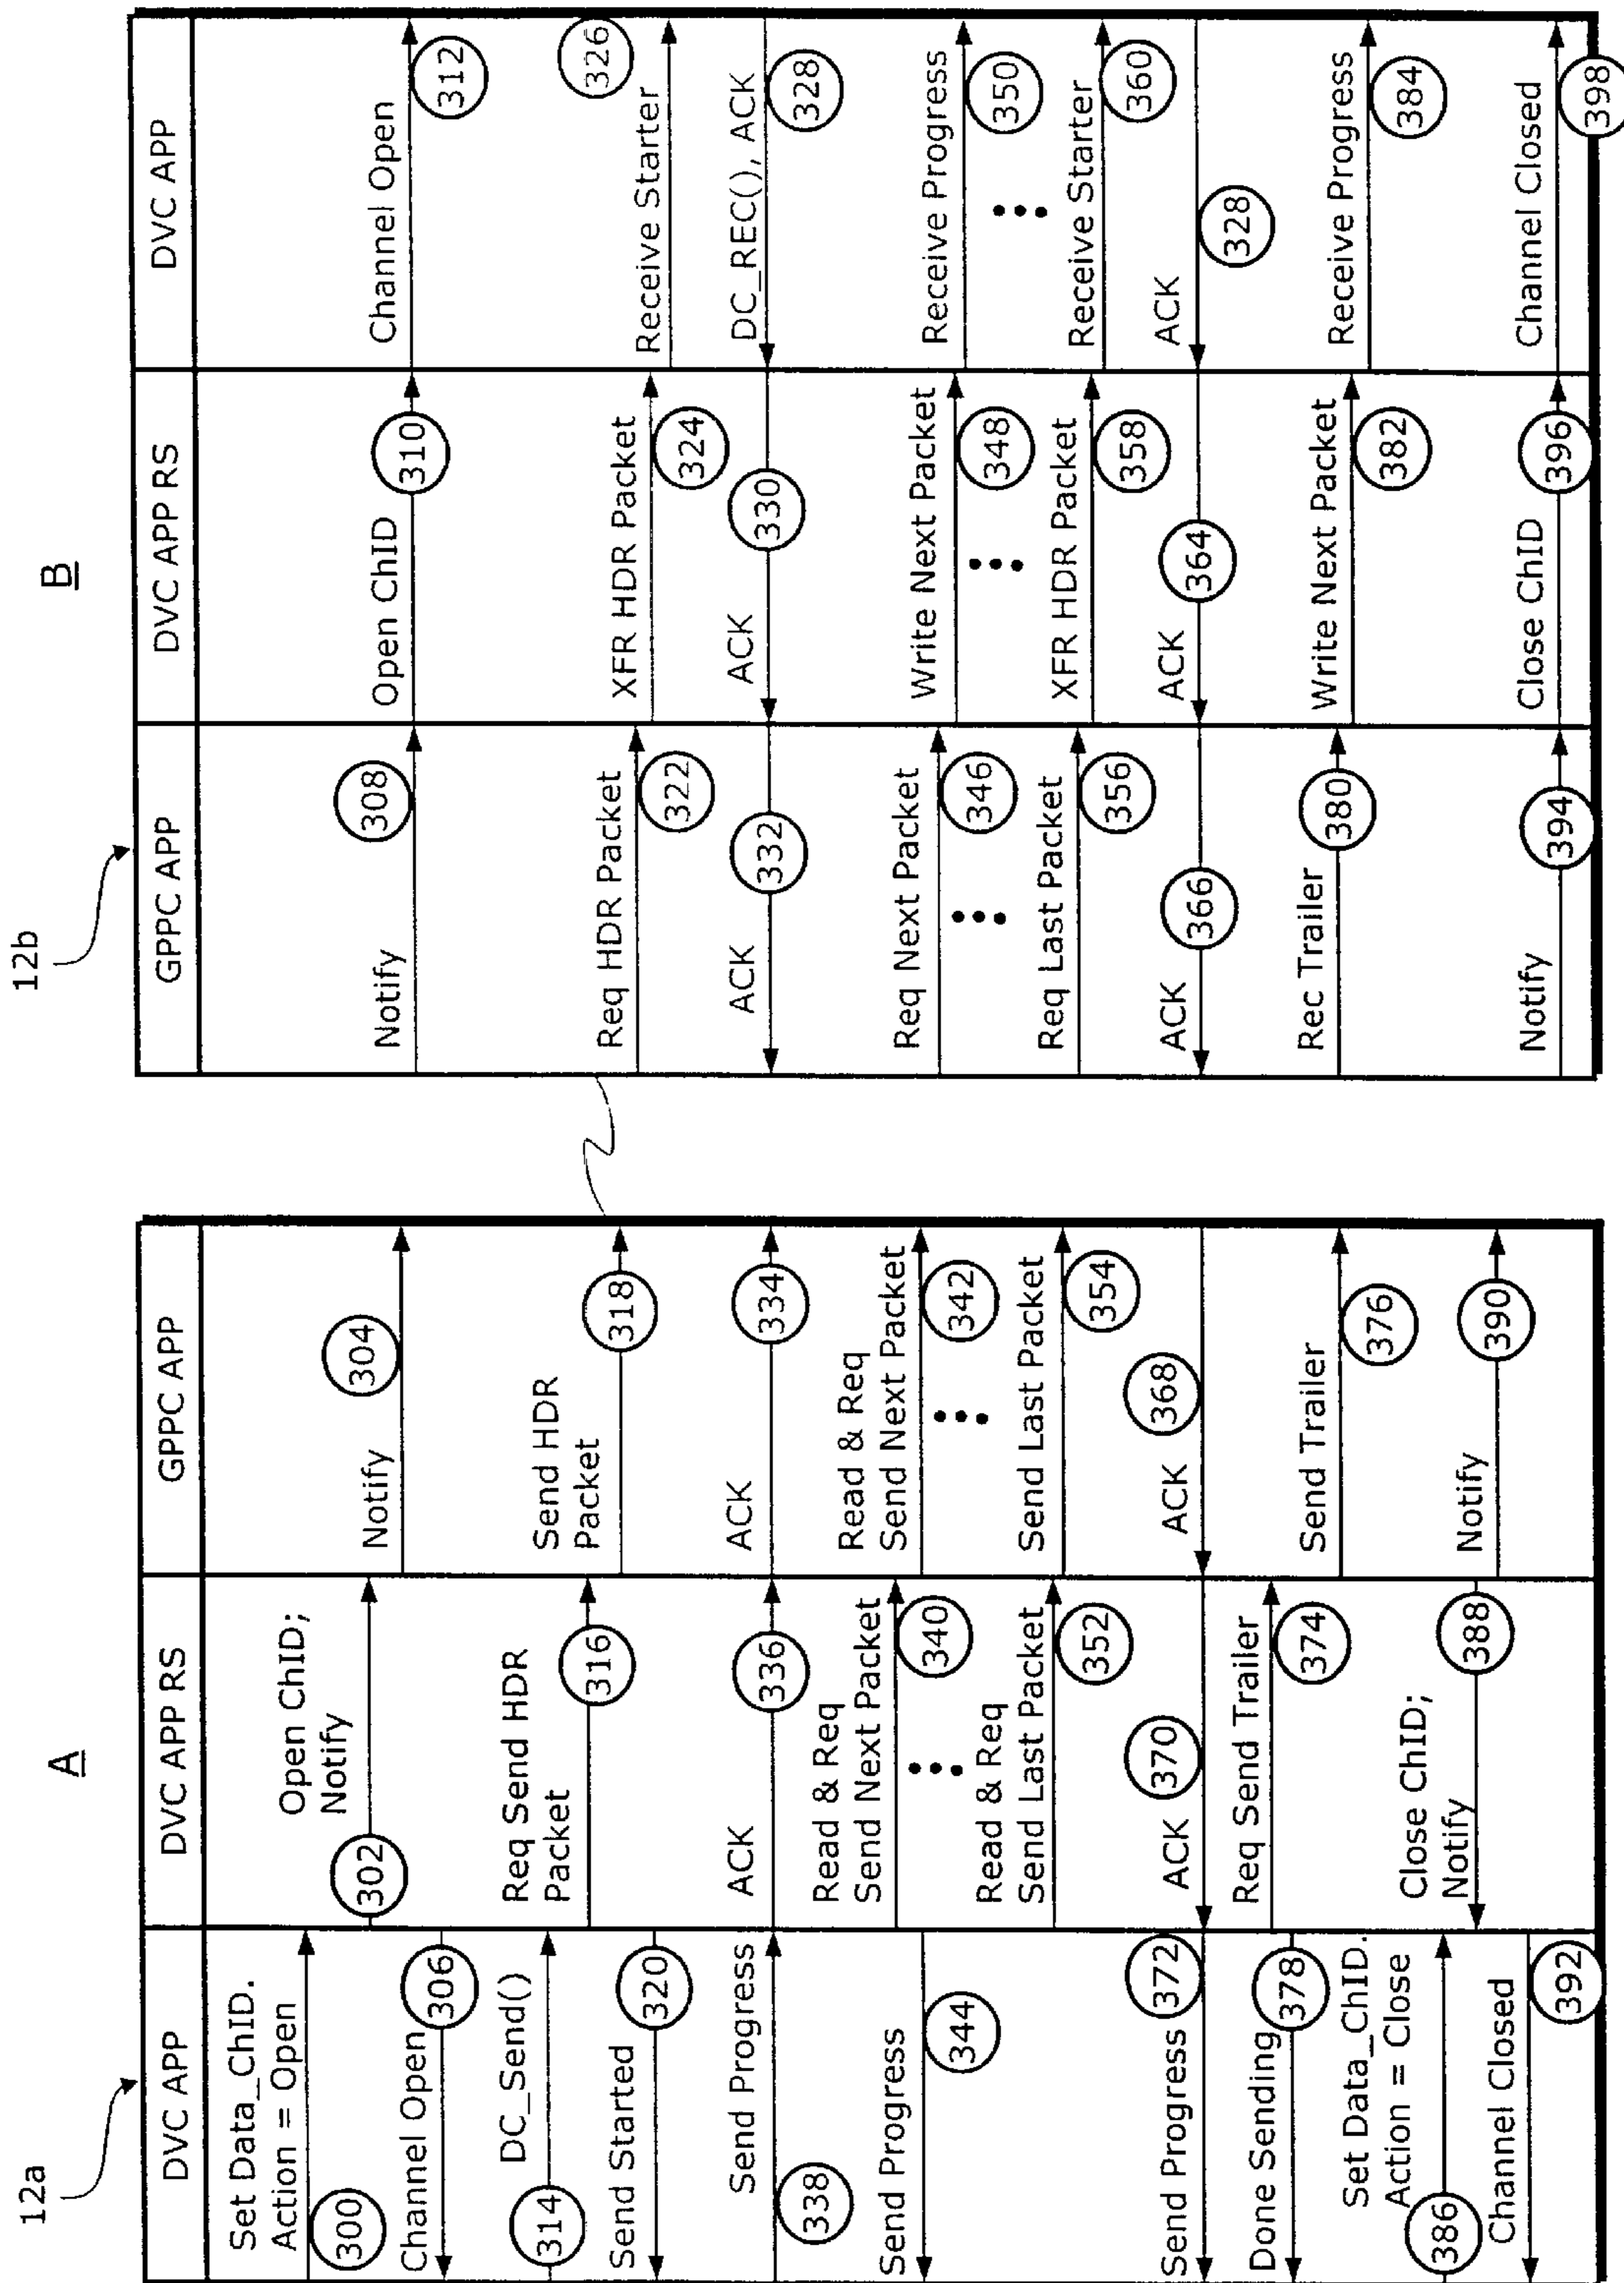 12a
A
DVC APP
DVC APP RS
GPPC APP
Set Data_ChID.
Action = Open
300
Open ChID;
Notify
302
Notify
304
Channel Open
306
DC_Send()
314
Req Send HDR
Packet
316
Send HDR
Packet
318
Send Started
320
Send Progress
338
ACK
336
ACK
334
Read & Req
Send Next Packet
340
Read & Req
Send Next Packet
342
Send Progress
344
Read & Req
Send Last Packet
352
Send Last Packet
354
Send Progress
372
ACK
370
ACK
368
Req Send Trailer
374
Send Trailer
376
Done Sending
378
Set Data_ChID.
Action = Close
386
Close ChID;
Notify
388
Notify
390
Channel Closed
392
12b
B
GPPC APP
DVC APP RS
DVC APP
Notify
308
Open ChID
310
Channel Open
312
Req HDR Packet
322
XFR HDR Packet
324
Receive Starter
326
ACK
332
ACK
330
DC_REC(), ACK
328
Req Next Packet
346
Write Next Packet
348
Receive Progress
350
Req Last Packet
356
XFR HDR Packet
358
Receive Starter
360
ACK
366
ACK
364
ACK
328
Rec Trailer
380
Write Next Packet
382
Receive Progress
384
Notify
394
Close ChID
396
Channel Closed
398